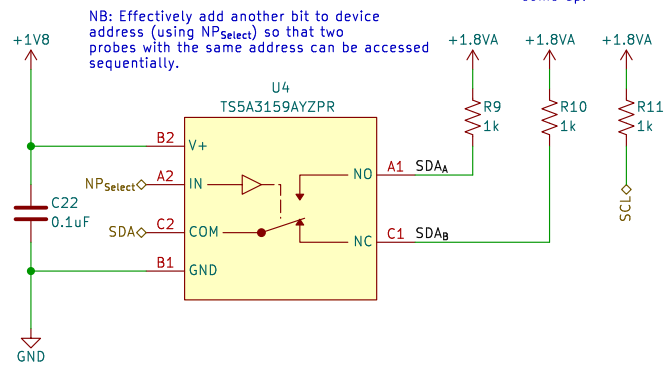 NB: Effectively add another bit to device
address (using NPSelect) so that two
probes with the same address can be accessed
sequentially.
+1V8
+1.8VA
+1.8VA
+1.8VA
U4
TS5A3159AYZPR
R9
1k
R10
1k
R11
1k
B2
V+
A2
NPSelect
IN
NO
A1
SDAA
C22
0.1uF
SDA
C2
COM
NC
C1
SDAB
SCL
B1
GND
GND